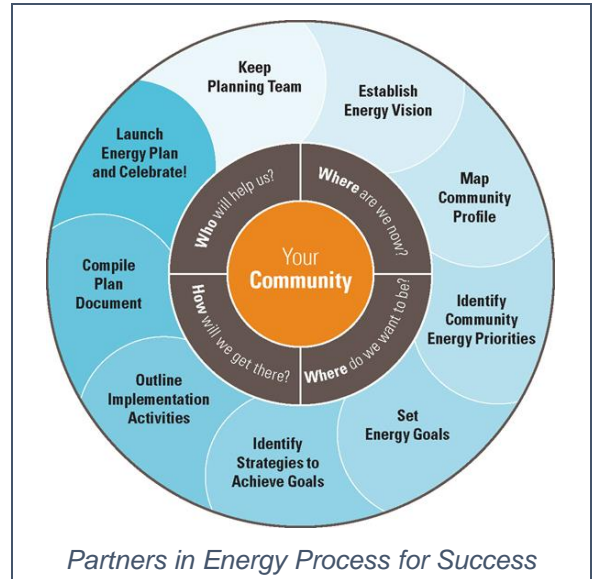 Keep
Planning Team
Establish
Energy Vision
Map
Community
Profile
Identify
Community
Energy Priorities
Set
Energy Goals
Identify
Strategies to
Achieve Goals
Outline
Implementation
Activities
Compile
Plan
Document
Launch
Energy Plan
and Celebrate!
Who will help us?
Where are we now?
Where do we want to be?
How will we get there?
Your
Community
Partners in Energy Process for Success